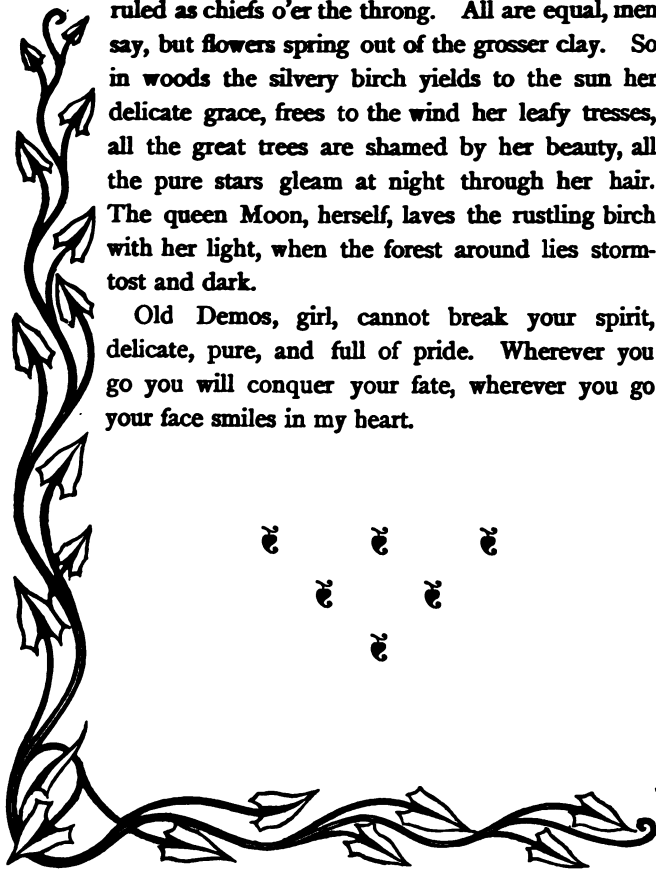 ruled as chiefs o'er the throng. All are equal, men
say, but flowers spring out of the grosser clay. So
in woods the silvery birch yields to the sun her
delicate grace, frees to the wind her leafy tresses,
all the great trees are shamed by her beauty, all
the pure stars gleam at night through her hair.
The queen Moon, herself, laves the rustling birch
with her light, when the forest around lies storm-
tost and dark.
Old Demos, girl, cannot break your spirit,
delicate, pure, and full of pride. Wherever you
go you will conquer your fate, wherever you go
your face smiles in my heart.